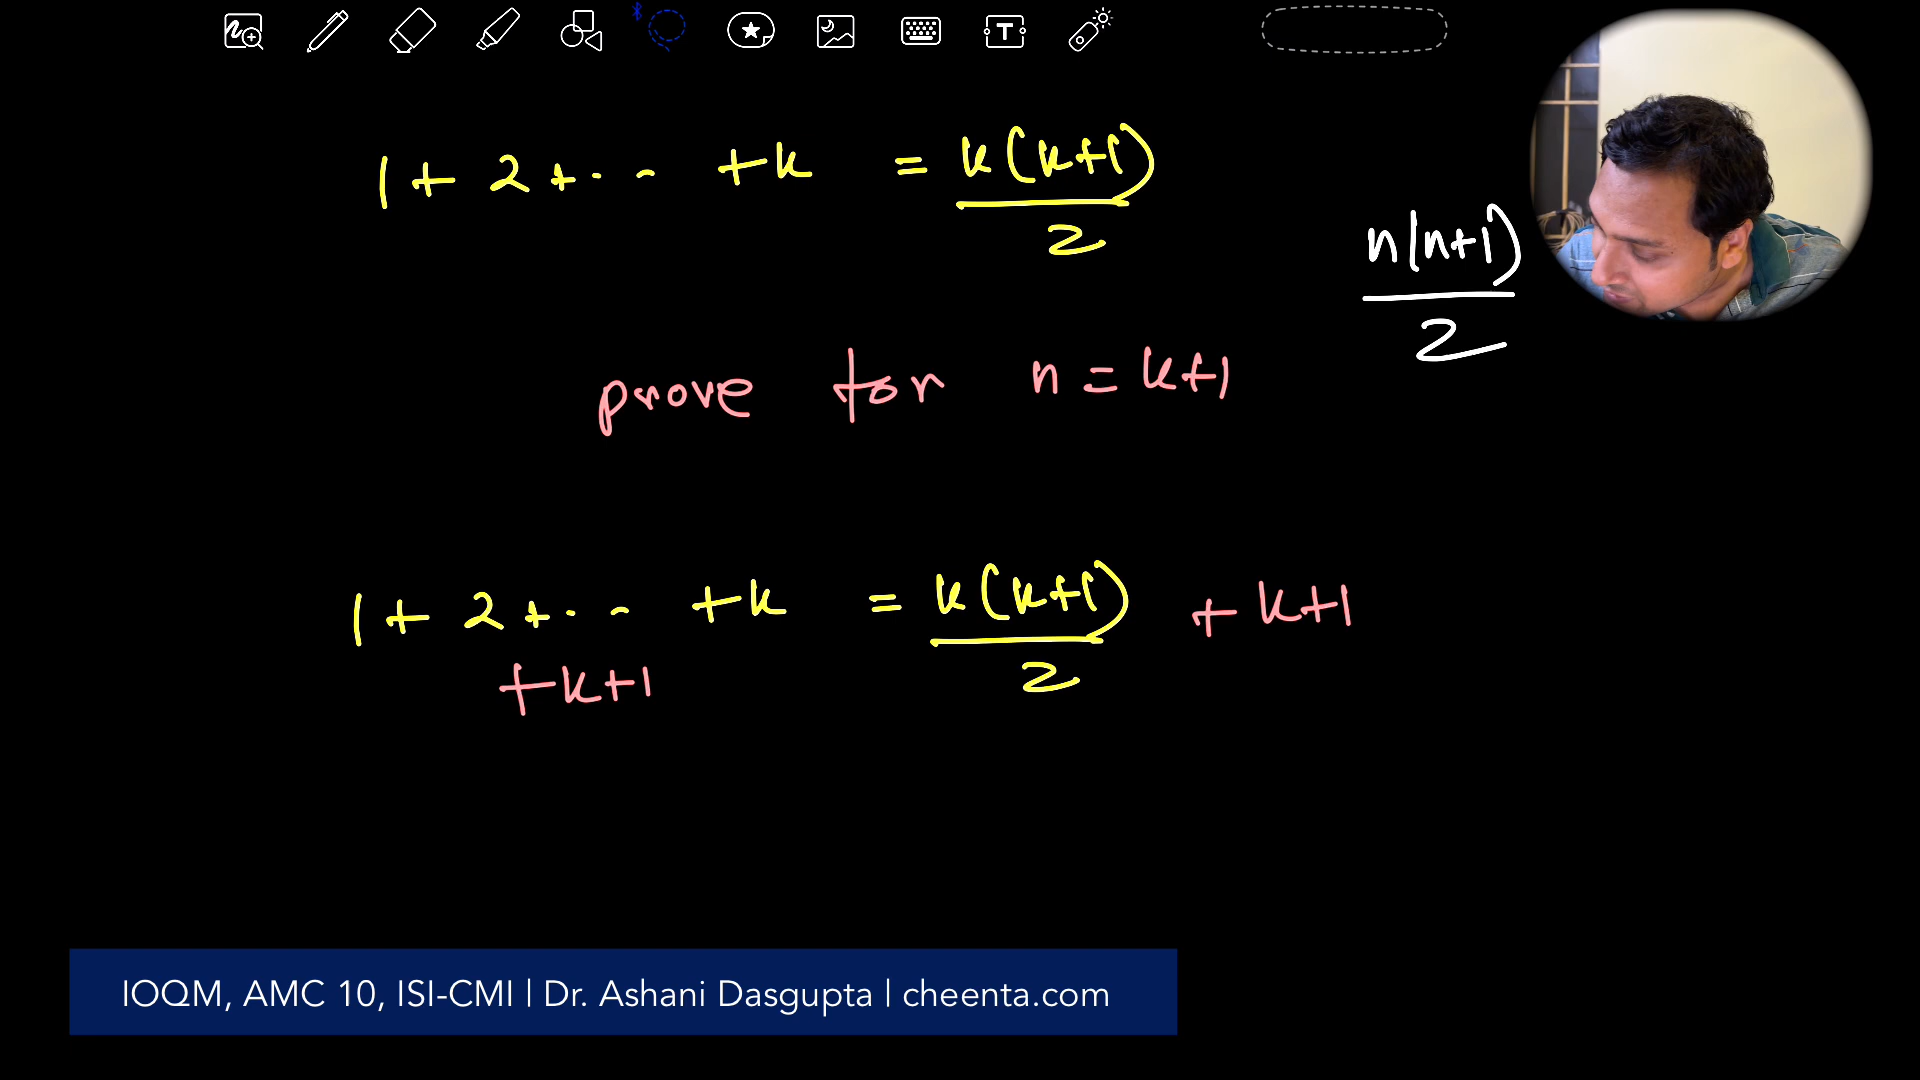 1 + 2 + ... + k = k(k+1)/2
n(n+1)/2
prove for n = k+1
1 + 2 + ... + k = k(k+1)/2 + k+1
+k+1
IOQM, AMC 10, ISI-CMI | Dr. Ashani Dasgupta | cheenta.com